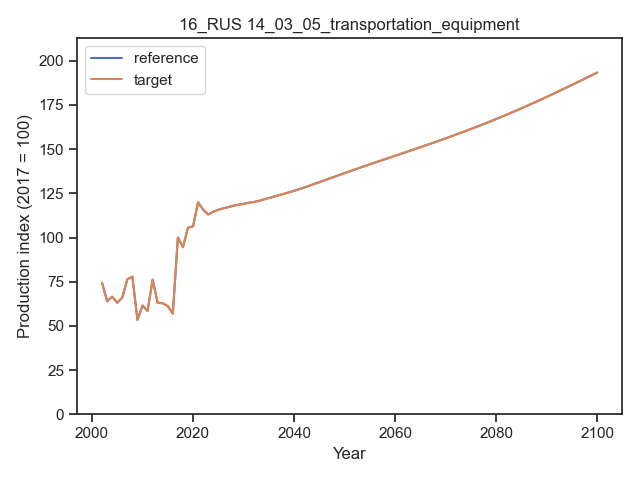 16_RUS 14_03_05_transportation_equipment
reference
target
200
175
150
125
100
75
50
25
0
Production index (2017 = 100)
2000 2020 2040 2060 2080 2100
Year